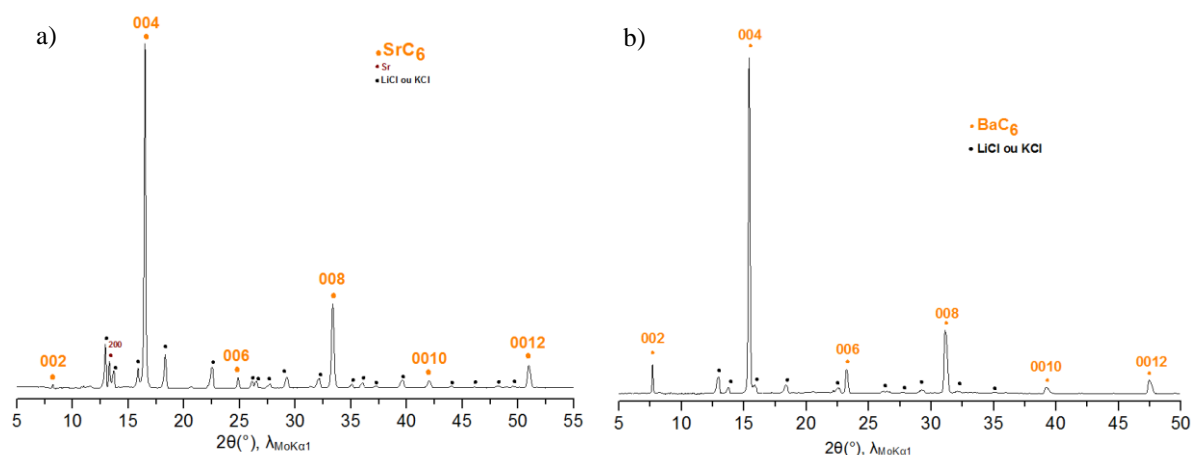 a)
004
SrC6
Sr
LiCl ou KCl
200
002
006
008
0010
0012
5 10 15 20 25 30 35 40 45 50 55
2θ(°), λMoKα1
b)
004
BaC6
LiCl ou KCl
002
006
008
0010
0012
5 10 15 20 25 30 35 40 45 50
2θ(°), λMoKα1